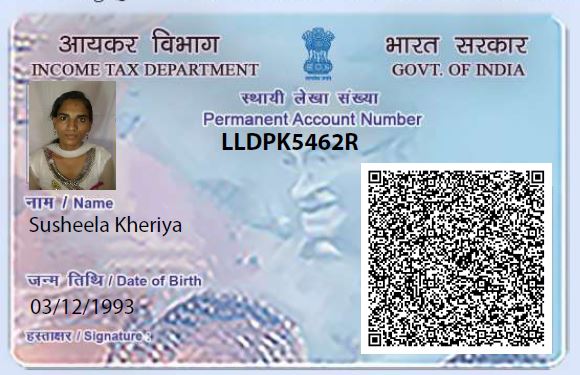 आयकर विभाग
INCOME TAX DEPARTMENT
भारत सरकार
GOVT. OF INDIA
स्थायी लेखा संख्या
Permanent Account Number
LLDPK5462R
नाम / Name
Susheela Kheriya
जन्म तिथि / Date of Birth
03/12/1993
हस्ताक्षर / Signature :